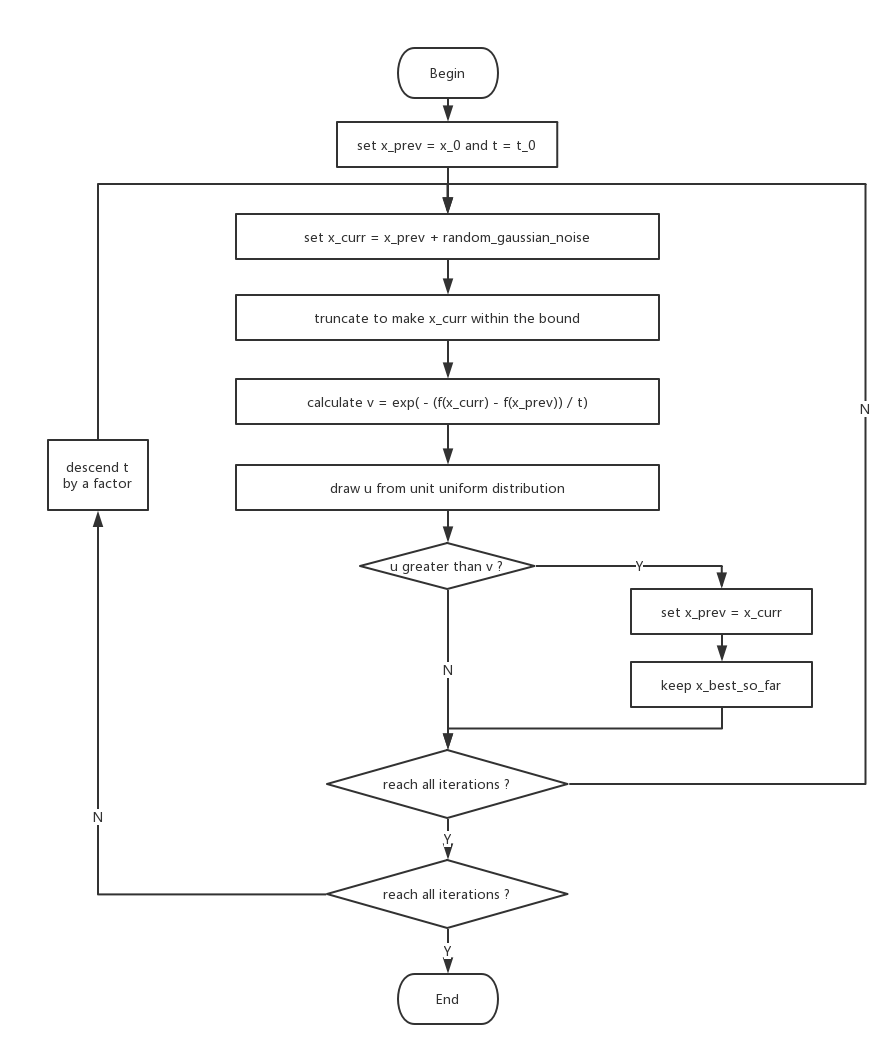 Begin
set x_prev = x_0 and t = t_0
set x_curr = x_prev + random_gaussian_noise
truncate to make x_curr within the bound
calculate v = exp( - (f(x_curr) - f(x_prev)) / t)
N
descend t
by a factor
draw u from unit uniform distribution
u greater than v ?
Y
set x_prev = x_curr
N
keep x_best_so_far
reach all iterations ?
N
Y
reach all iterations ?
Y
End